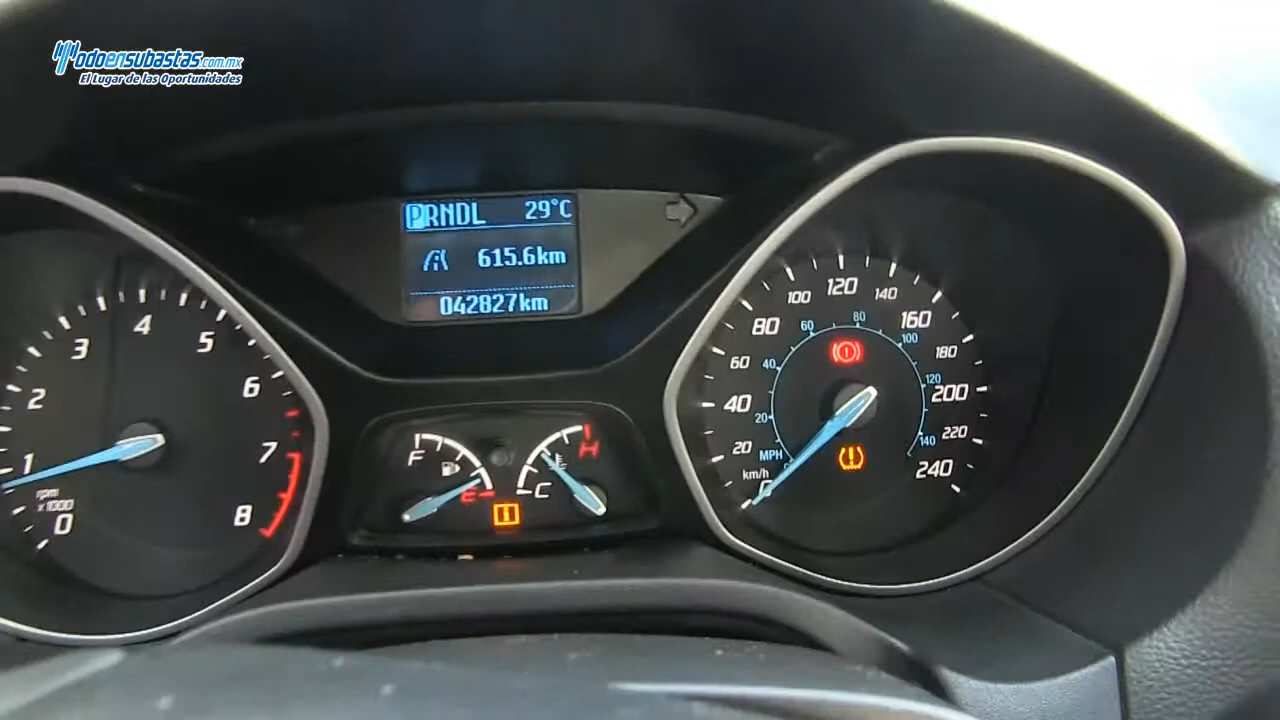 todoensubastas.com.mx
El Lugar de las Oportunidades
PRNDL 29°C
615.6km
042827km
0 1 2 3 4 5 6 7 8
rpm
x1000
F E
C H
0 20 40 60 80 100 120 140 160 180 200 220 240
km/h
20 40 60 80 100 120 140
MPH